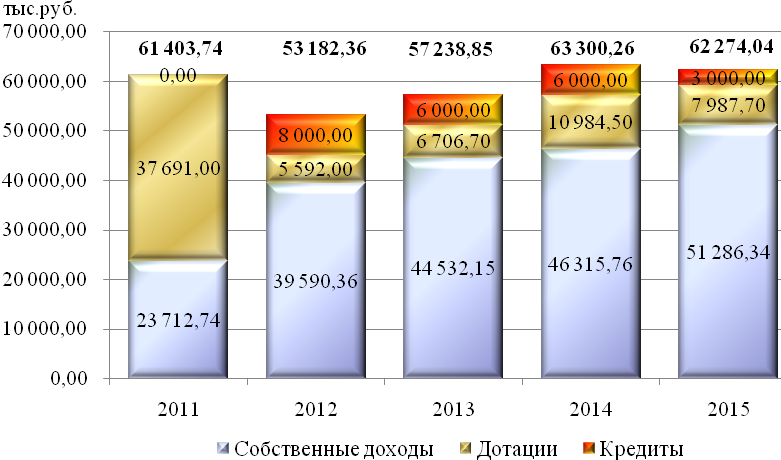 тыс.руб.
70 000,00
61 403,74 53 182,36 57 238,85 63 300,26 62 274,04
60 000,00
0,00 6 000,00 3 000,00
6 000,00 7 987,70
50 000,00
8 000,00 10 984,50
37 691,00 5 592,00 6 706,70
40 000,00
30 000,00
39 590,36 44 532,15 46 315,76 51 286,34
20 000,00
23 712,74
10 000,00
0,00
2011 2012 2013 2014 2015
Собственные доходы Дотации Кредиты